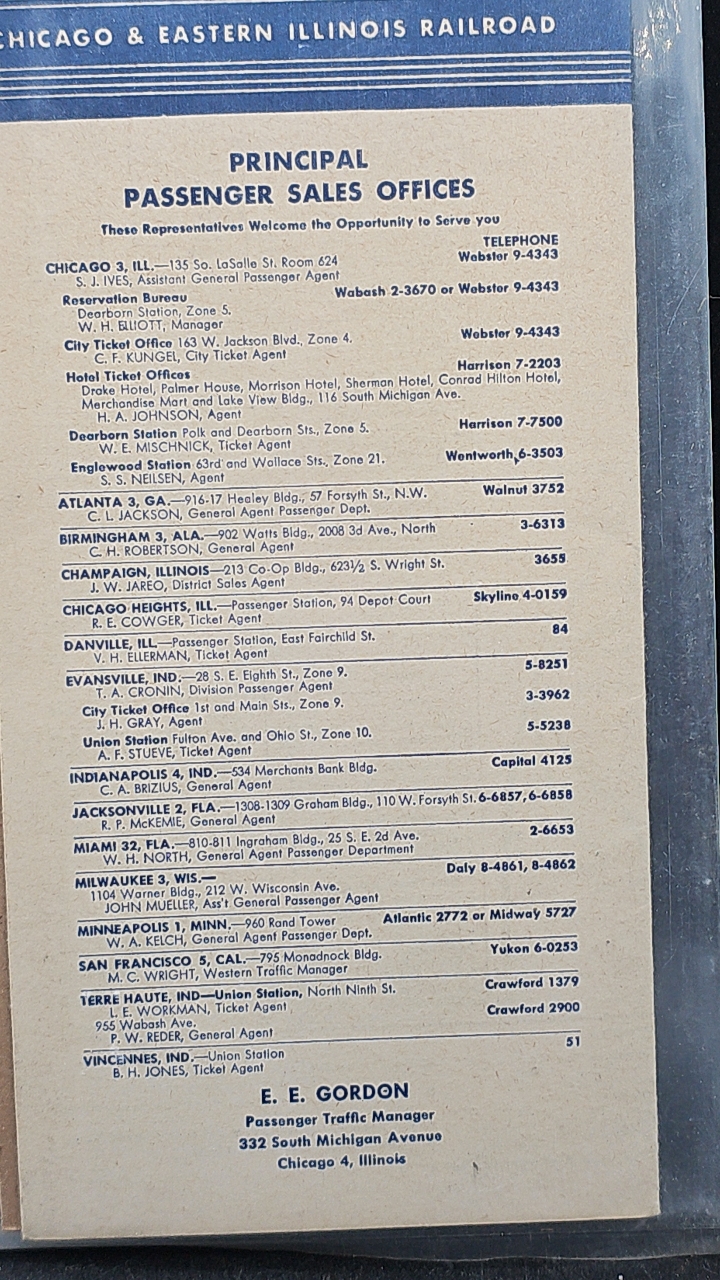 CHICAGO & EASTERN ILLINOIS RAILROAD
PRINCIPAL
PASSENGER SALES OFFICES
These Representatives Welcome the Opportunity to Serve you
TELEPHONE
CHICAGO 3, ILL.—135 So. LaSalle St. Room 624 Webster 9-4343
S. J. IVES, Assistant General Passenger Agent
Reservation Bureau Wabash 2-3670 or Webster 9-4343
Dearborn Station, Zone 5.
W. H. ELLIOTT, Manager
City Ticket Office 163 W. Jackson Blvd., Zone 4. Webster 9-4343
C. F. KUNGEL, City Ticket Agent
Hotel Ticket Offices Harrison 7-2203
Drake Hotel, Palmer House, Morrison Hotel, Sherman Hotel, Conrad Hilton Hotel,
Merchandise Mart and Lake View Bldg., 116 South Michigan Ave.
H. A. JOHNSON, Agent
Dearborn Station Polk and Dearborn Sts., Zone 5. Harrison 7-7500
W. E. MISCHNICK, Ticket Agent
Englewood Station 63rd and Wallace Sts., Zone 21. Wentworth 6-3503
S. S. NEILSEN, Agent
ATLANTA 3, GA.—916-17 Healey Bldg., 57 Forsyth St., N.W. Walnut 3752
C. L. JACKSON, General Agent Passenger Dept.
BIRMINGHAM 3, ALA.—902 Watts Bldg., 2008 3d Ave., North 3-6313
C. H. ROBERTSON, General Agent
CHAMPAIGN, ILLINOIS—213 Co-Op Bldg., 623½ S. Wright St. 3655
J. W. JAREO, District Sales Agent
CHICAGO HEIGHTS, ILL.—Passenger Station, 94 Depot Court Skyline 4-0159
R. E. COWGER, Ticket Agent
DANVILLE, ILL.—Passenger Station, East Fairchild St. 84
V. H. ELLERMAN, Ticket Agent
EVANSVILLE, IND.—28 S. E. Eighth St., Zone 9. 5-8251
T. A. CRONIN, Division Passenger Agent
City Ticket Office 1st and Main Sts., Zone 9. 3-3962
J. H. GRAY, Agent
Union Station Fulton Ave. and Ohio St., Zone 10. 5-5238
A. F. STUEVE, Ticket Agent
INDIANAPOLIS 4, IND.—534 Merchants Bank Bldg. Capital 4125
C. A. BRIZIUS, General Agent
JACKSONVILLE 2, FLA.—1308-1309 Graham Bldg., 110 W. Forsyth St. 6-6857, 6-6858
R. P. McKEMIE, General Agent
MIAMI 32, FLA.—810-811 Ingraham Bldg., 25 S. E. 2d Ave. 2-6653
W. H. NORTH, General Agent Passenger Department
MILWAUKEE 3, WIS.— Daly 8-4861, 8-4862
1104 Warner Bldg., 212 W. Wisconsin Ave.
JOHN MUELLER, Ass't General Passenger Agent
MINNEAPOLIS 1, MINN.—960 Rand Tower Atlantic 2772 or Midway 5727
W. A. KELCH, General Agent Passenger Dept.
SAN FRANCISCO 5, CAL.—795 Monadnock Bldg. Yukon 6-0253
M. C. WRIGHT, Western Traffic Manager
TERRE HAUTE, IND—Union Station, North Ninth St. Crawford 1379
L. E. WORKMAN, Ticket Agent
955 Wabash Ave. Crawford 2900
P. W. REDER, General Agent
VINCENNES, IND.—Union Station 51
B. H. JONES, Ticket Agent
E. E. GORDON
Passenger Traffic Manager
332 South Michigan Avenue
Chicago 4, Illinois